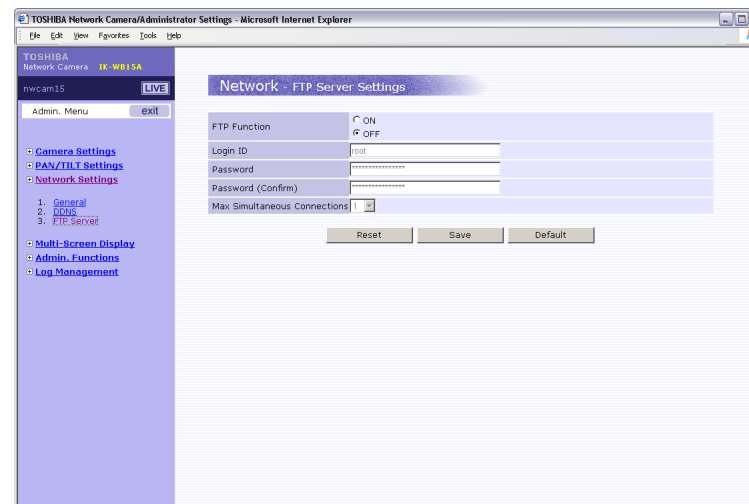 TOSHIBA Network Camera/Administrator Settings - Microsoft Internet Explorer
File Edit View Favorites Tools Help
TOSHIBA
Network Camera IK-WB15A
nwcam15 LIVE
Admin. Menu exit
Camera Settings
PAN/TILT Settings
Network Settings
1. General
2. DDNS
3. FTP Server
Multi-Screen Display
Admin. Functions
Log Management
Network - FTP Server Settings
FTP Function ON
OFF
Login ID root
Password ***************
Password (Confirm) ***************
Max Simultaneous Connections 1
Reset Save Default